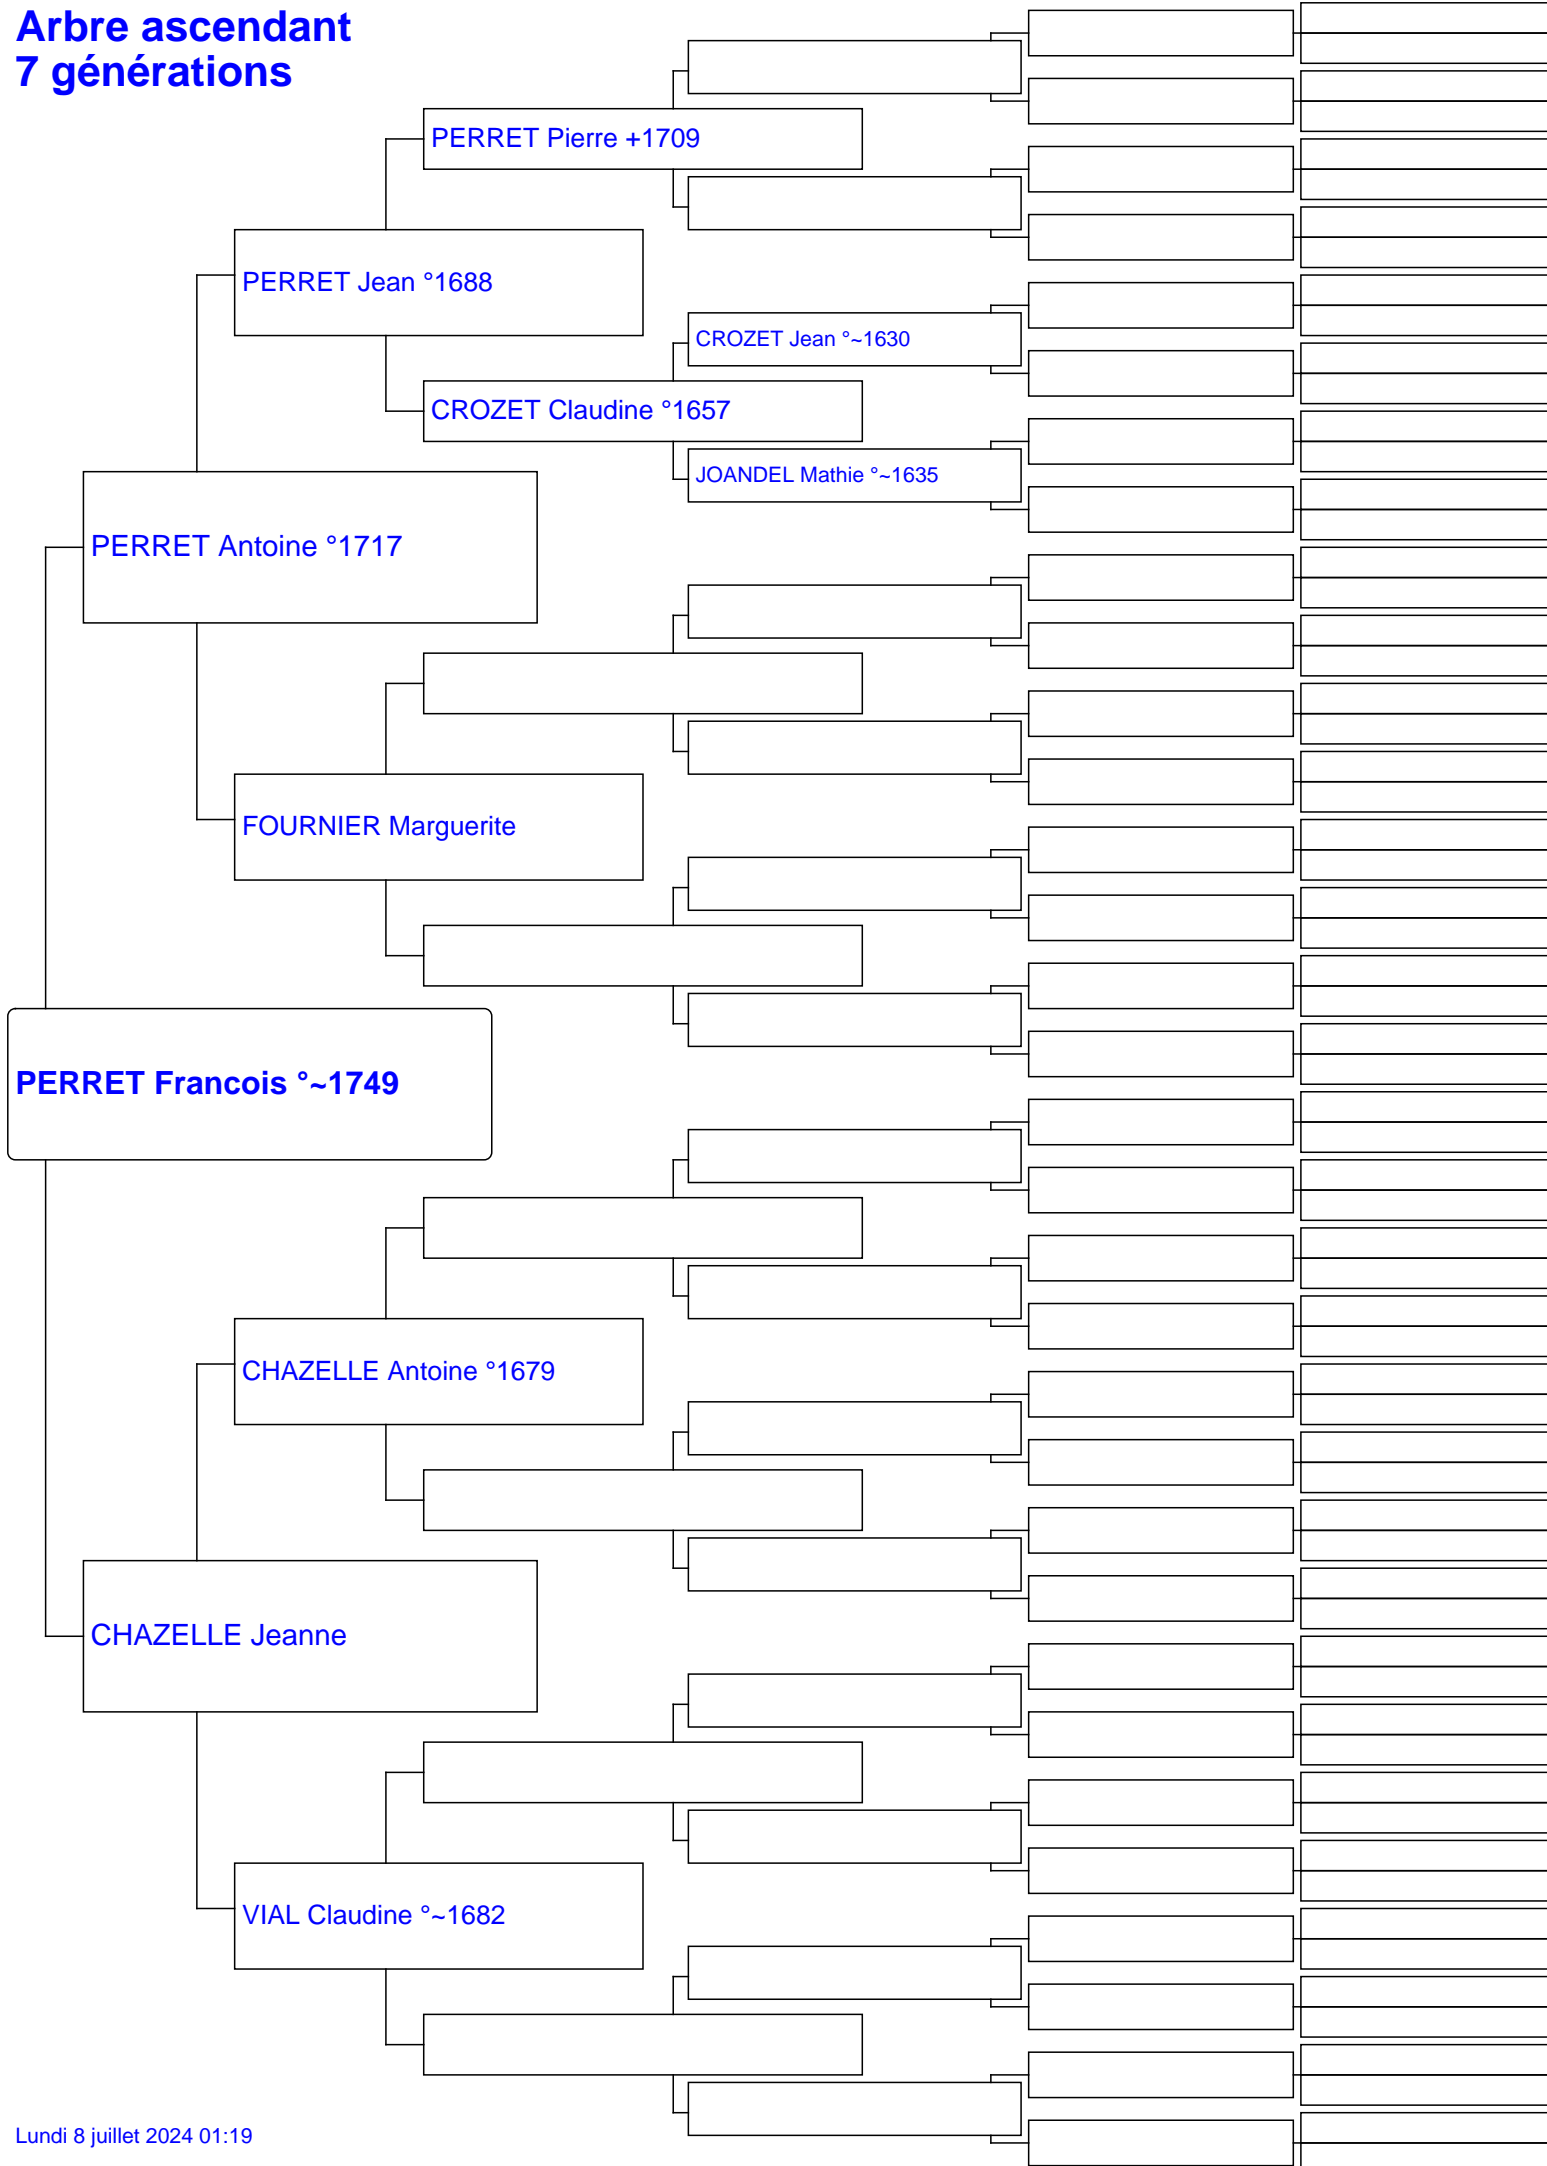 Arbre ascendant
7 générations
PERRET Pierre +1709
PERRET Jean °1688
CROZET Jean °~1630
CROZET Claudine °1657
JOANDEL Mathie °~1635
PERRET Antoine °1717
FOURNIER Marguerite
PERRET Francois °~1749
CHAZELLE Antoine °1679
CHAZELLE Jeanne
VIAL Claudine °~1682
Lundi 8 juillet 2024 01:19